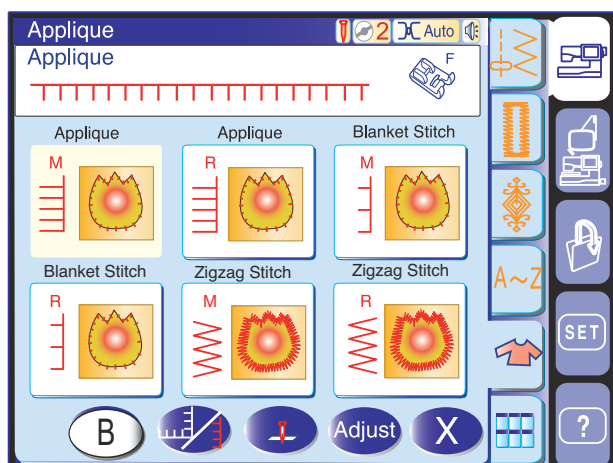 Applique
2 Auto
Applique
F
Applique Applique Blanket Stitch
M R M
Blanket Stitch Zigzag Stitch Zigzag Stitch
R M R
B Adjust X
A~Z
SET
?